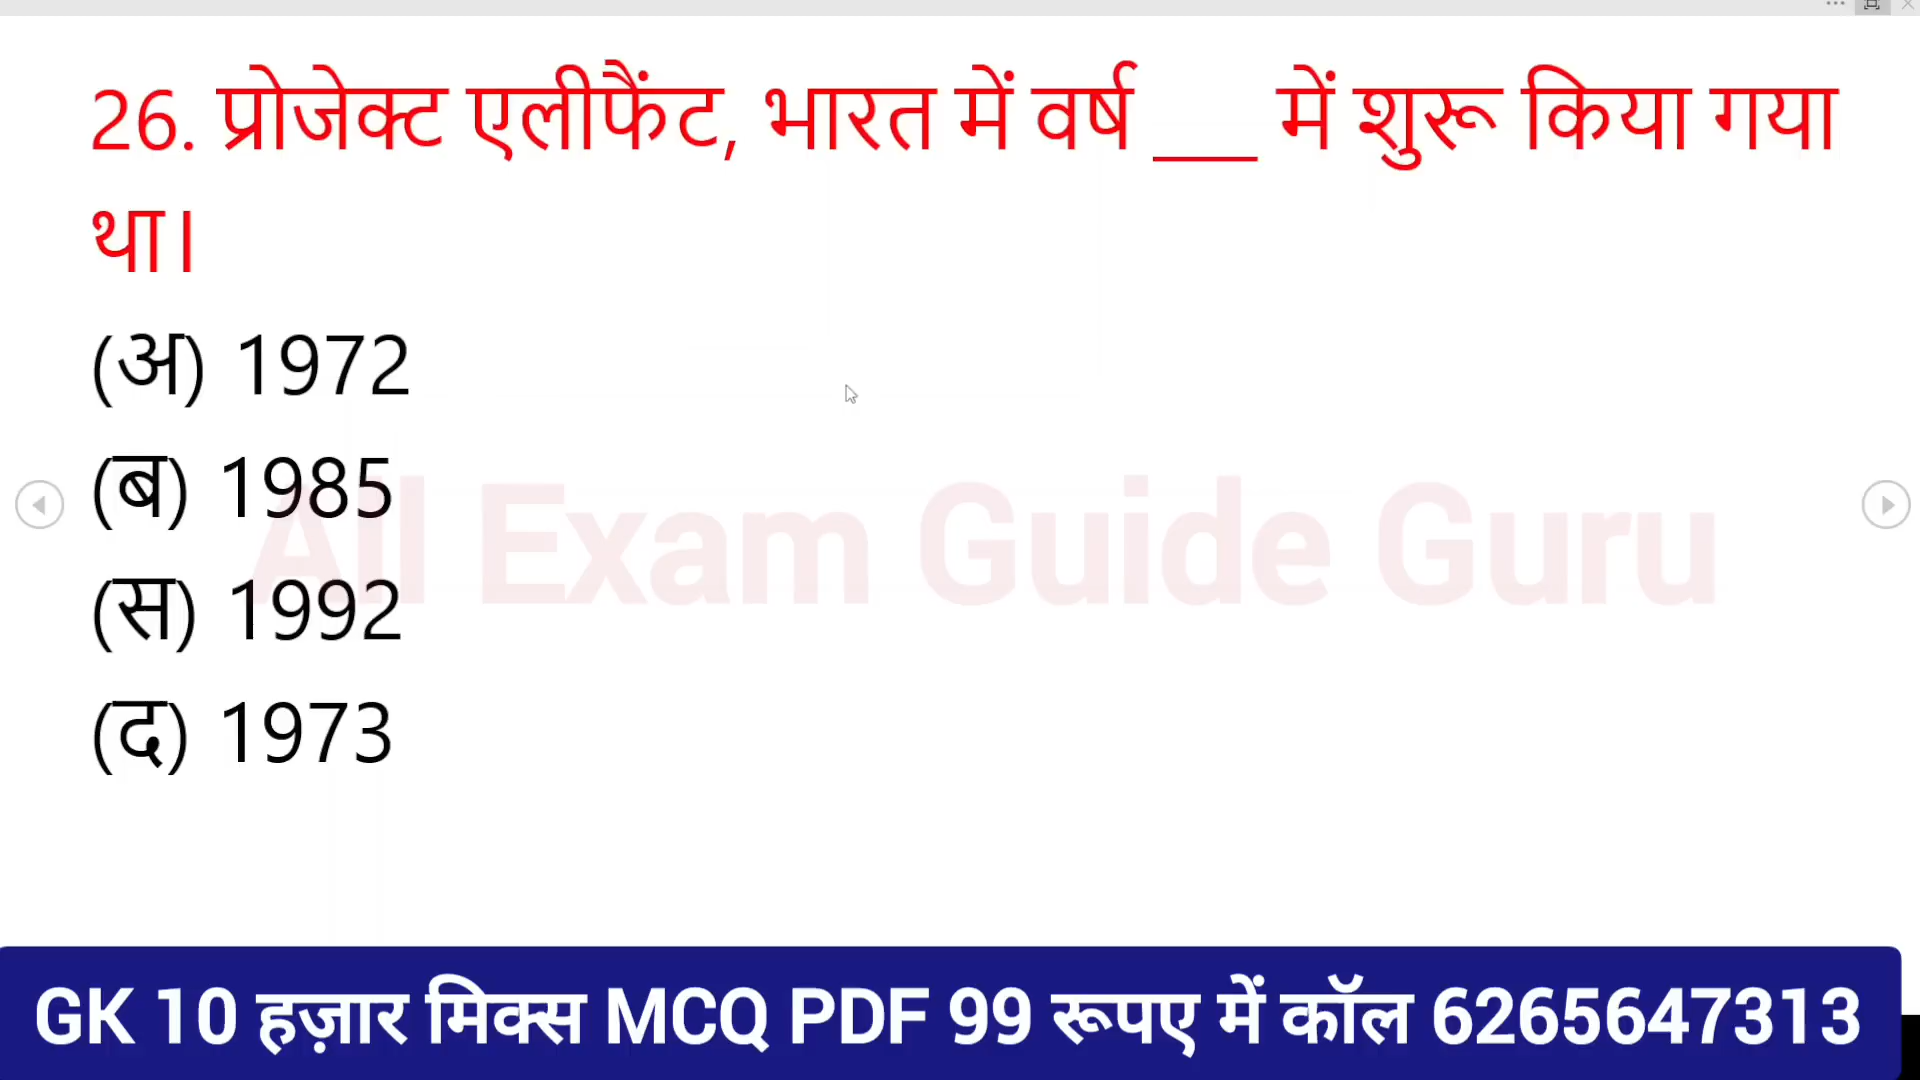 26. प्रोजेक्ट एलीफैंट, भारत में वर्ष ___ में शुरू किया गया
था।
(अ) 1972
(ब) 1985
All Exam Guide Guru
(स) 1992
(द) 1973
GK 10 हज़ार मिक्स MCQ PDF 99 रूपए में कॉल 6265647313